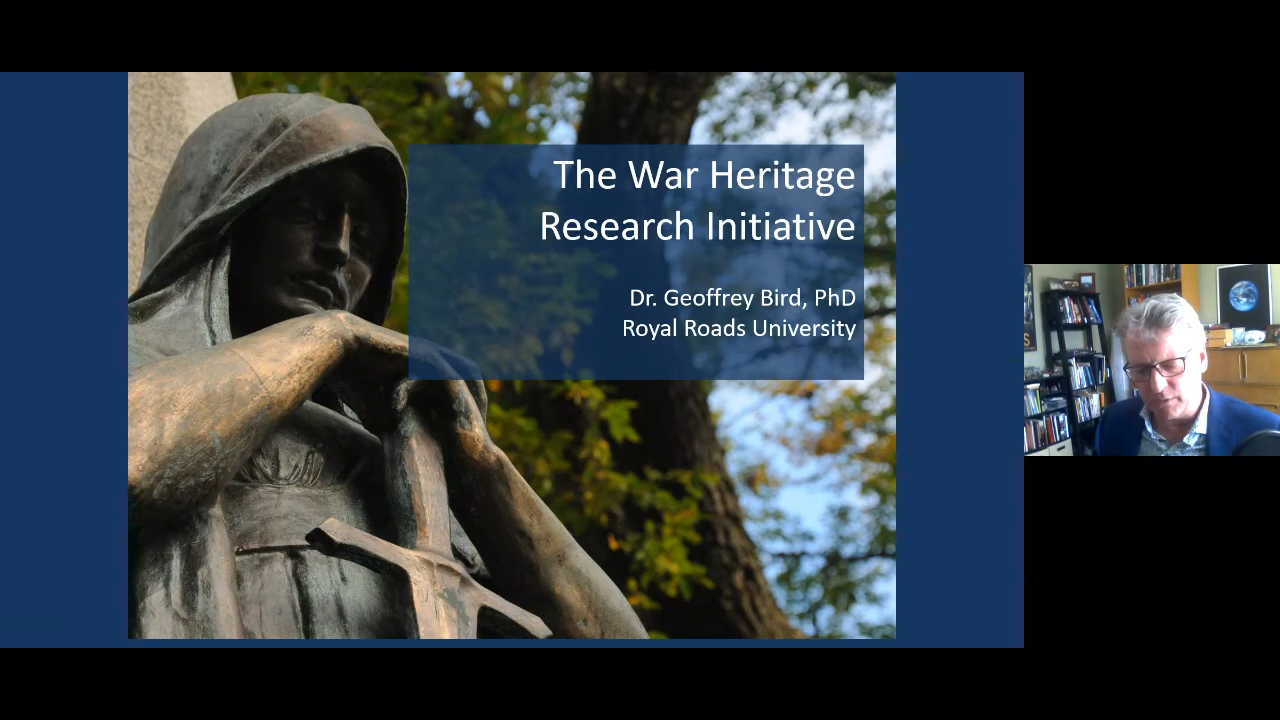 The War Heritage
Research Initiative
Dr. Geoffrey Bird, PhD
Royal Roads University